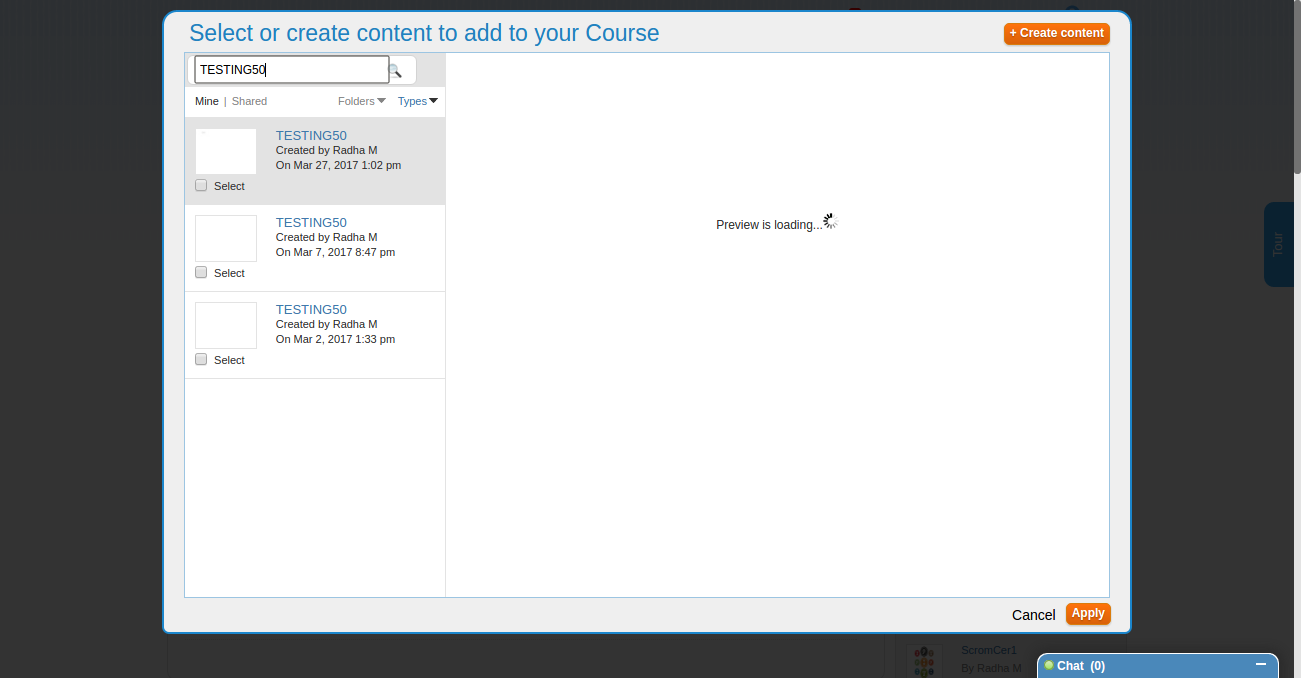 Select or create content to add to your Course
+ Create content
TESTING50
Mine | Shared
Folders
Types
TESTING50
Created by Radha M
On Mar 27, 2017 1:02 pm
Select
TESTING50
Created by Radha M
On Mar 7, 2017 8:47 pm
Select
TESTING50
Created by Radha M
On Mar 2, 2017 1:33 pm
Select
Preview is loading...
Tour
Cancel
Apply
ScromCer1
By Radha M
Chat (0)